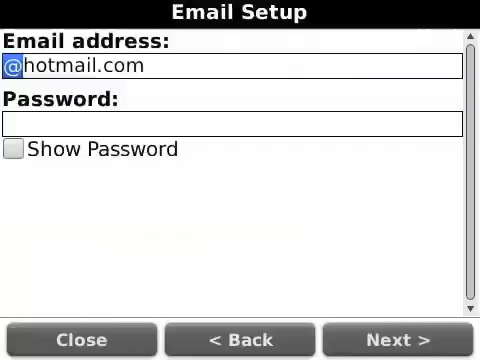 Email Setup
Email address:
@hotmail.com
Password:
Show Password
Close
< Back
Next >